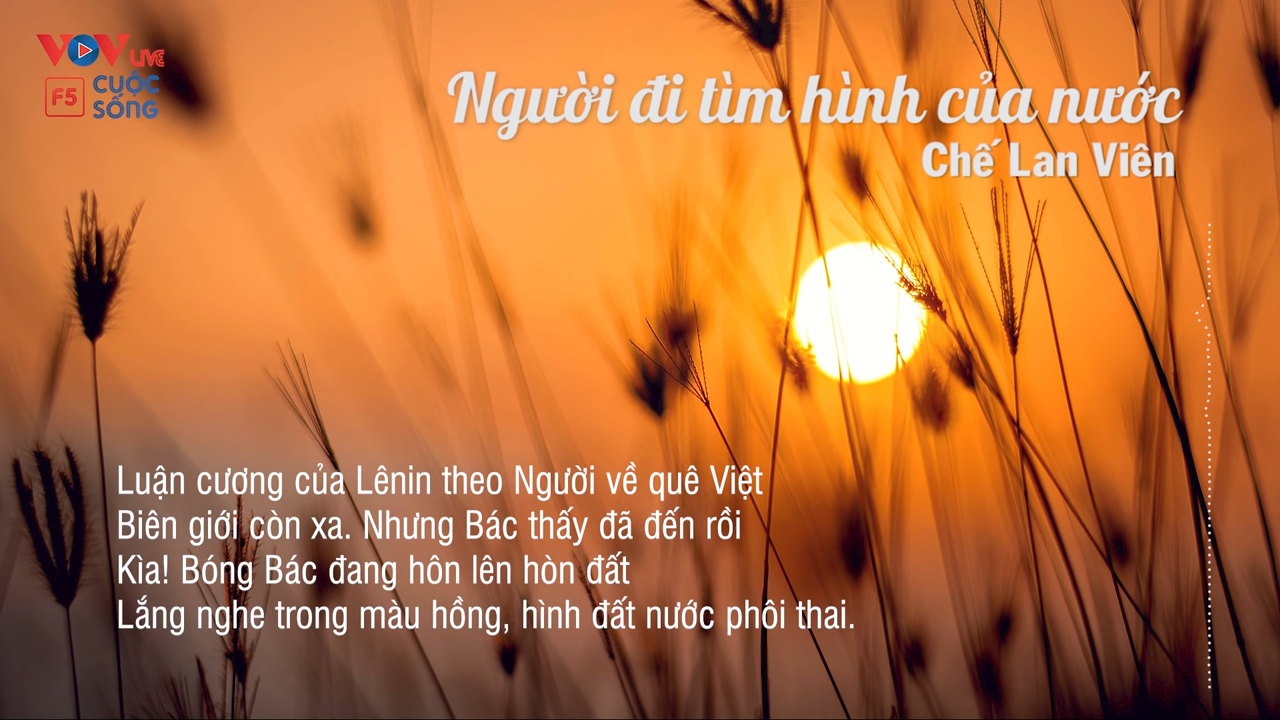 VOV LIVE
F5 CUỘC SỐNG
Người đi tìm hình của nước
Chế Lan Viên
Luận cương của Lênin theo Người về quê Việt
Biên giới còn xa. Nhưng Bác thấy đã đến rồi
Kìa! Bóng Bác đang hôn lên hòn đất
Lắng nghe trong màu hồng, hình đất nước phôi thai.